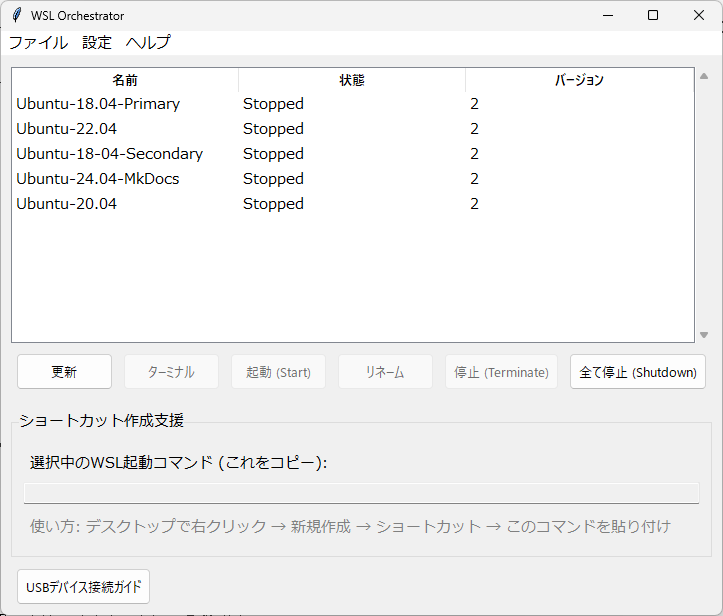 WSL Orchestrator
ファイル 設定 ヘルプ
名前 状態 バージョン
Ubuntu-18.04-Primary Stopped 2
Ubuntu-22.04 Stopped 2
Ubuntu-18-04-Secondary Stopped 2
Ubuntu-24.04-MkDocs Stopped 2
Ubuntu-20.04 Stopped 2
更新 ターミナル 起動 (Start) リネーム 停止 (Terminate) 全て停止 (Shutdown)
ショートカット作成支援
選択中のWSL起動コマンド (これをコピー):
使い方: デスクトップで右クリック → 新規作成 → ショートカット → このコマンドを貼り付け
USBデバイス接続ガイド